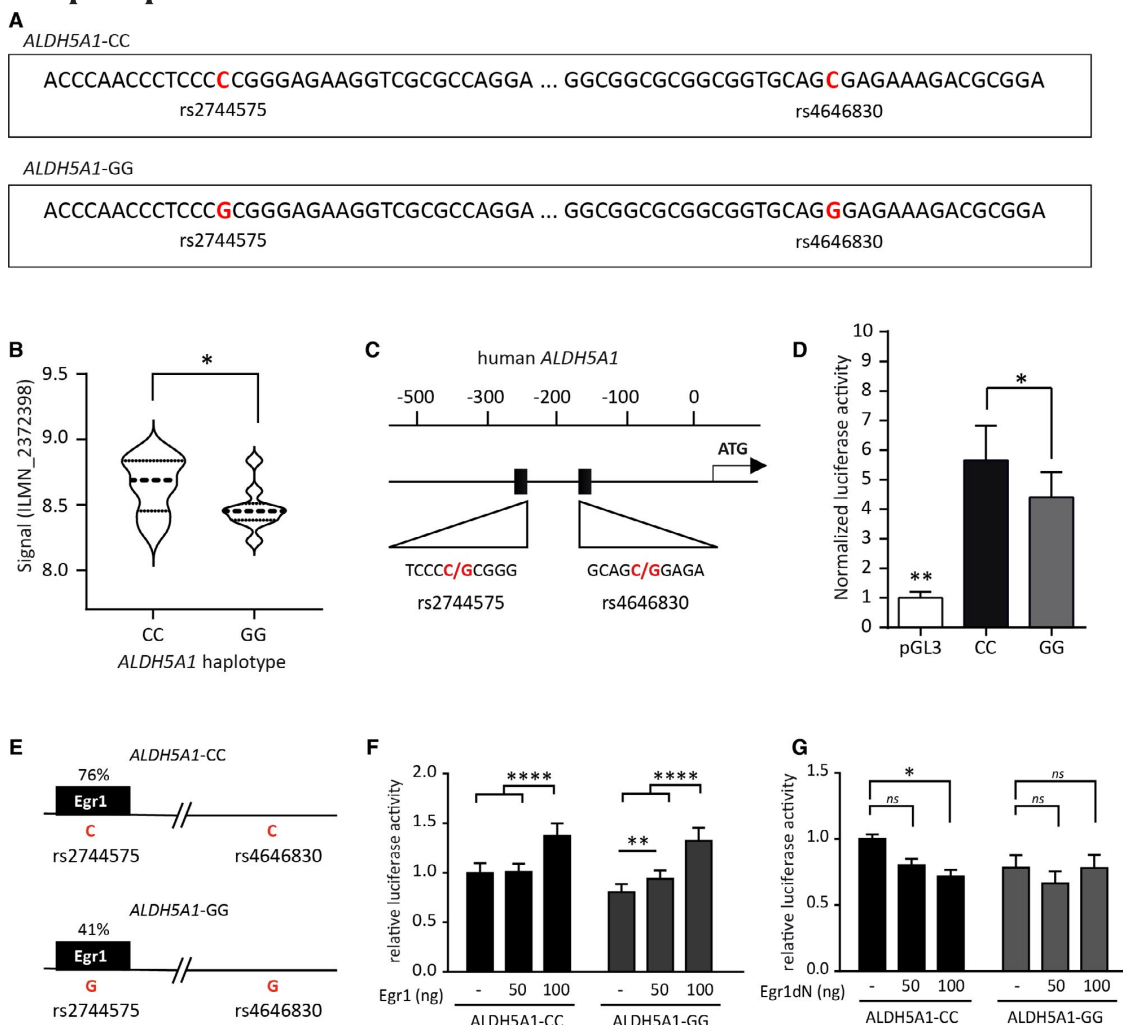 A
ALDH5A1-CC
ACCCAACCCTCCCCCGGGAGAAGGTCGCGCCAGGA ... GGCGGCGCGGCGGTGCAGCGAGAAAGACGCGGA
rs2744575 rs4646830
ALDH5A1-GG
ACCCAACCCTCCCGCGGGAGAAGGTCGCGCCAGGA ... GGCGGCGCGGCGGTGCAGGGAGAAAGACGCGGA
rs2744575 rs4646830
B
*
9.5
9.0
8.5
8.0
Signal (ILMN_2372398)
CC GG
ALDH5A1 haplotype
C
human ALDH5A1
-500 -300 -200 -100 0
ATG
TCCCC/GCGGG GCAGC/GGAGA
rs2744575 rs4646830
D
10
9
8
7
6
5
4
3
2
1
0
Normalized luciferase activity
**
*
pGL3 CC GG
E
ALDH5A1-CC
76%
Egr1
C C
rs2744575 rs4646830
ALDH5A1-GG
41%
Egr1
G G
rs2744575 rs4646830
F
2.0
1.5
1.0
0.5
0.0
relative luciferase activity
**** ****
**
Egr1 (ng) - 50 100 - 50 100
ALDH5A1-CC ALDH5A1-GG
G
1.5
1.0
0.5
0.0
relative luciferase activity
* ns
ns ns
Egr1dN (ng) - 50 100 - 50 100
ALDH5A1-CC ALDH5A1-GG